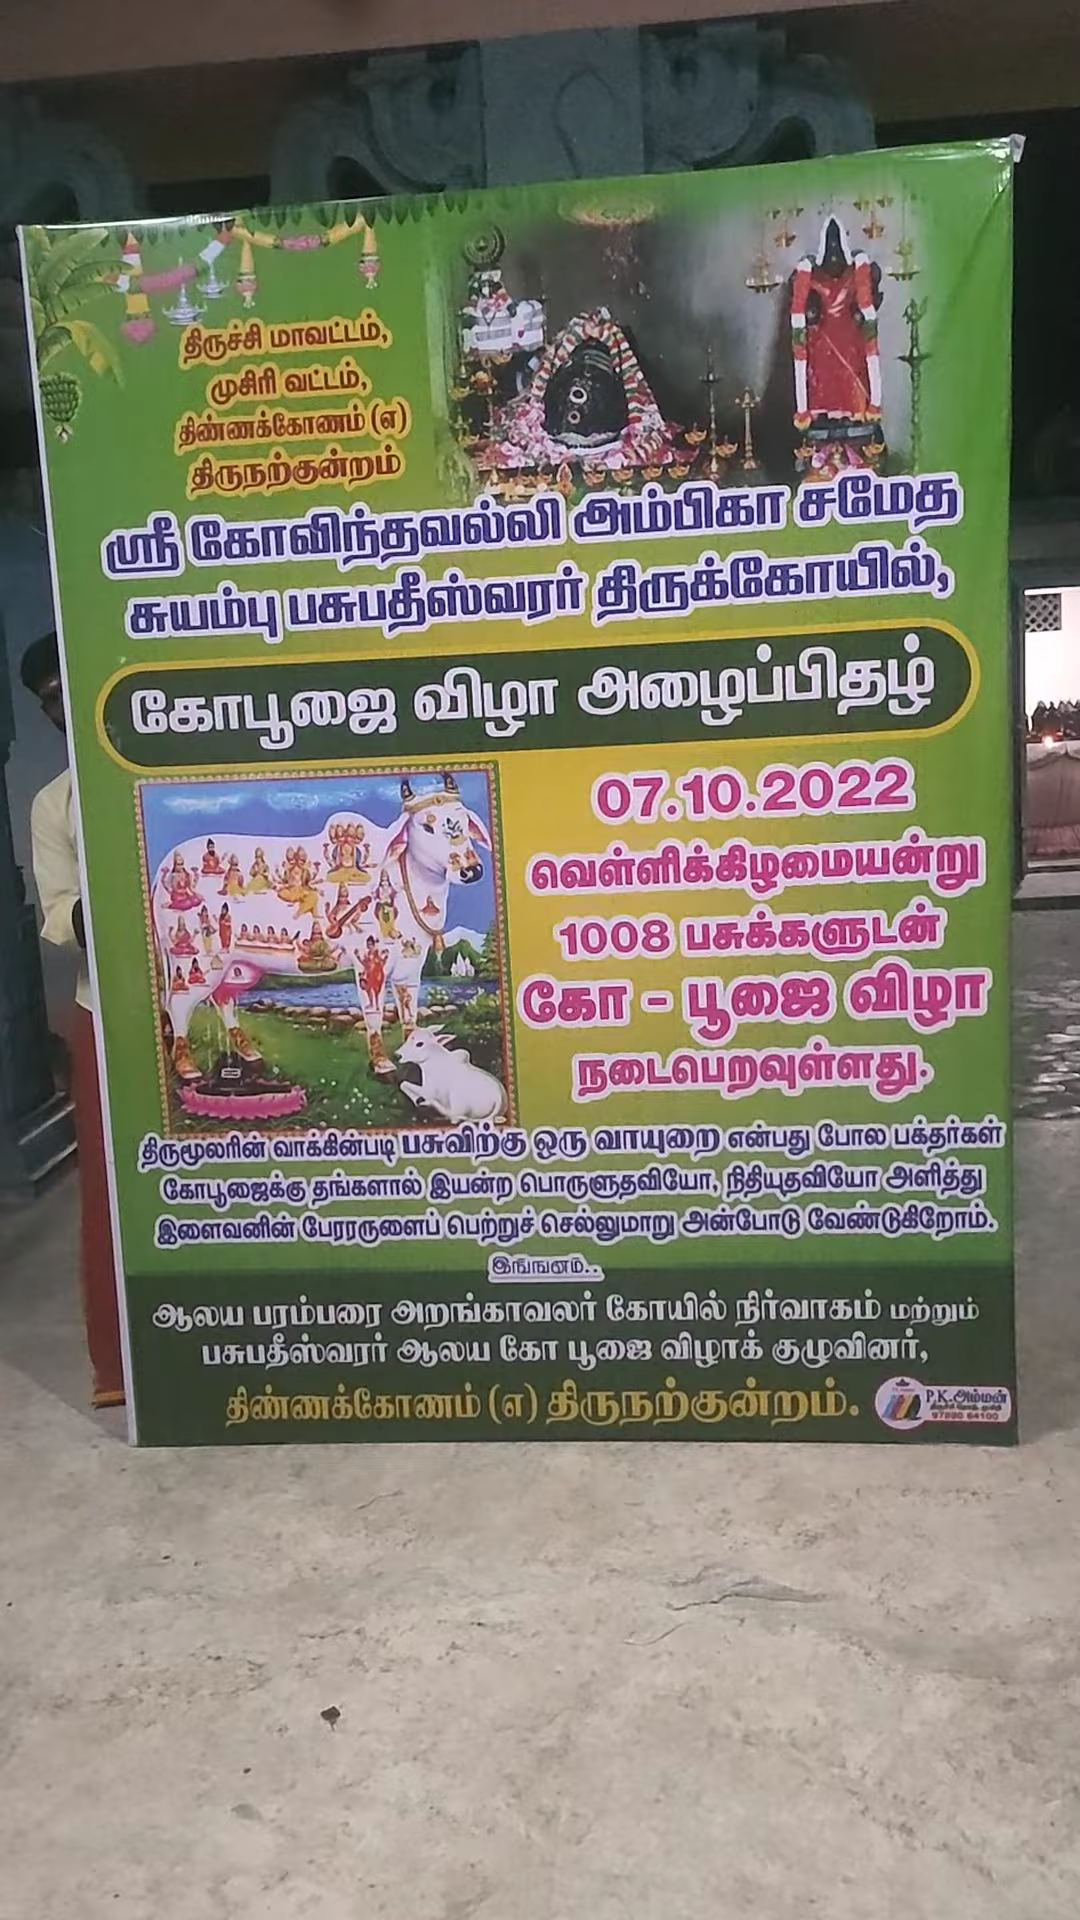 திருச்சி மாவட்டம்,
முசிரி வட்டம்,
திண்ணக்கோணம் (எ)
திருநற்குன்றம்
ஸ்ரீ கோலிந்தவல்லி அம்பிகா சமேத
சுயம்பு பசுபதீஸ்வரர் திருக்கோயில்,
கோபூஜை விழா அழைப்பிதழ்
07.10.2022
வெள்ளிக்கிழமையன்று
1008 பசுக்களுடன்
கோ - பூஜை விழா
நடைபெறவுள்ளது.
திருமூலரின் வாக்கின்படி பசுவிற்கு ஒரு வாயுறை என்பது போல பக்தர்கள்
கோபூஜைக்கு தங்களால் இயன்ற பொருளுதவியோ, நிதியுதவியோ அளித்து
இளைவனின் பேரருளைப் பெற்றுச் செல்லுமாறு அன்போடு வேண்டுகிறோம்.
இங்ஙனம்..
ஆலய பரம்பரை அறங்காவலர் கோயில் நிர்வாகம் மற்றும்
பசுபதீஸ்வரர் ஆலய கோ பூஜை விழாக் குழுவினர்,
திண்ணக்கோணம் (எ) திருநற்குன்றம்.
P.K.அம்மன்